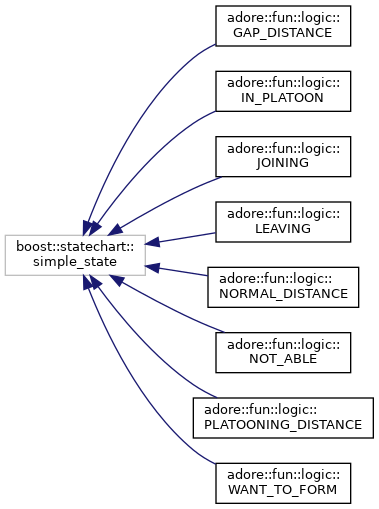 adore::fun::logic::
GAP_DISTANCE
adore::fun::logic::
IN_PLATOON
adore::fun::logic::
JOINING
adore::fun::logic::
LEAVING
boost::statechart::
simple_state
adore::fun::logic::
NORMAL_DISTANCE
adore::fun::logic::
NOT_ABLE
adore::fun::logic::
PLATOONING_DISTANCE
adore::fun::logic::
WANT_TO_FORM